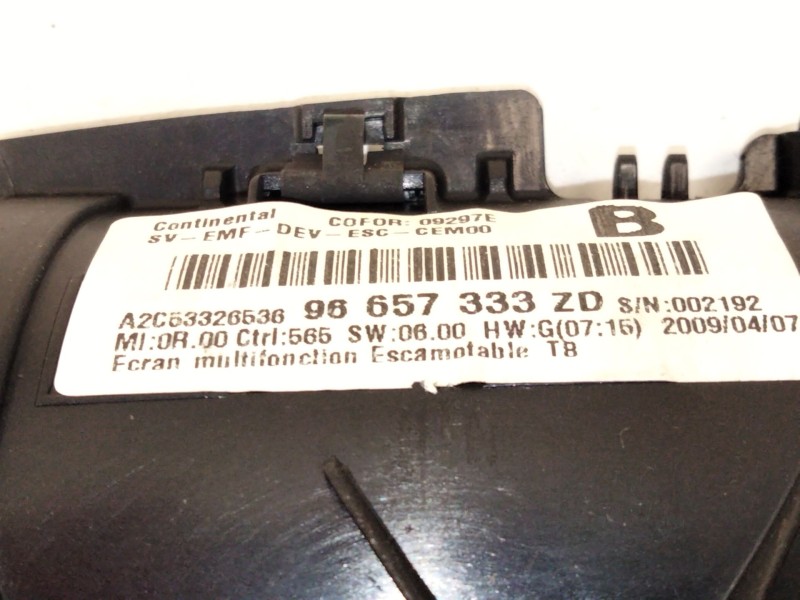 Continental COFOR: 09297E B
SV-EMF-DEV-ESC-CEM00
A2C53326536 96 657 333 ZD S/N:002192
MI:0R.00 Ctrl:565 SW:06.00 HW:G(07:15) 2009/04/07
Ecran multifonction Escamotable T8